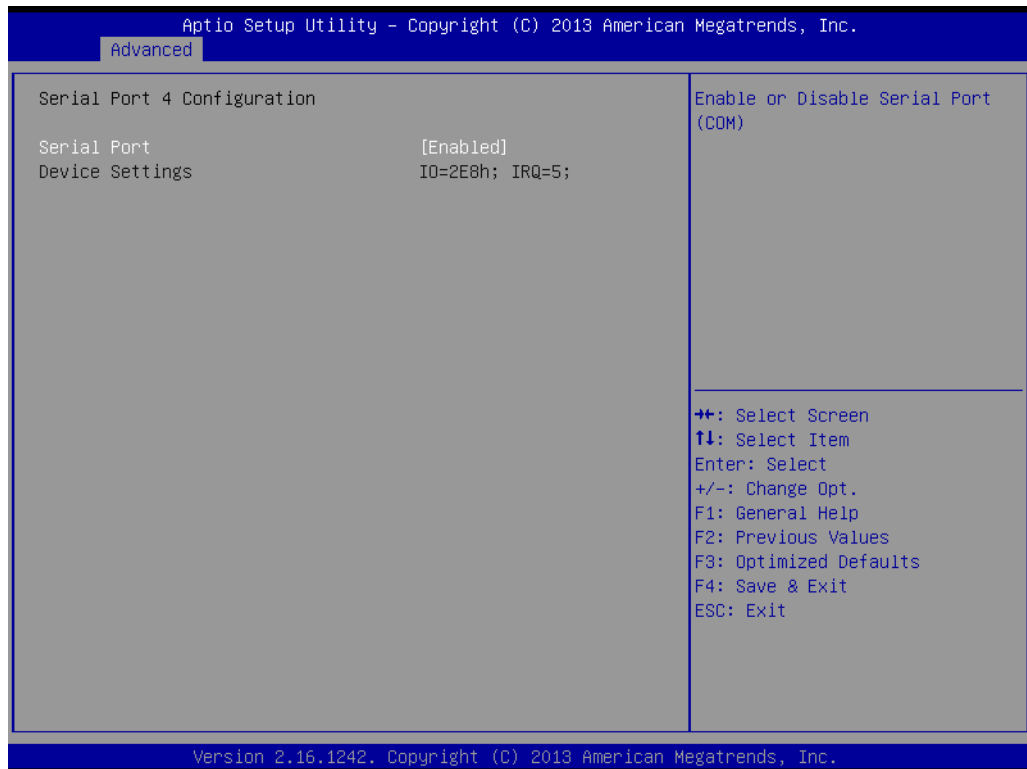 Aptio Setup Utility – Copyright (C) 2013 American Megatrends, Inc.
Advanced
Serial Port 4 Configuration
Serial Port [Enabled]
Device Settings IO=2E8h; IRQ=5;
Enable or Disable Serial Port
(COM)
→←: Select Screen
↑↓: Select Item
Enter: Select
+/-: Change Opt.
F1: General Help
F2: Previous Values
F3: Optimized Defaults
F4: Save & Exit
ESC: Exit
Version 2.16.1242. Copyright (C) 2013 American Megatrends, Inc.